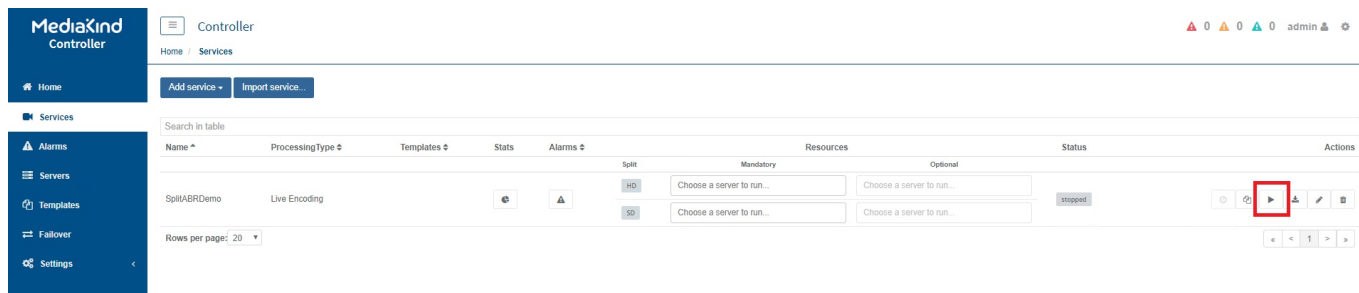 MediaKind
Controller
Home
Services
Alarms
Servers
Templates
Failover
Settings
Controller
0 0 0 admin
Home / Services
Add service Import service...
Search in table
Name ProcessingType Templates Stats Alarms Resources Status Actions
Split Mandatory Optional
SplitABRDemo Live Encoding stopped
HD Choose a server to run... Choose a server to run...
SD Choose a server to run... Choose a server to run...
Rows per page: 20
« < 1 > »